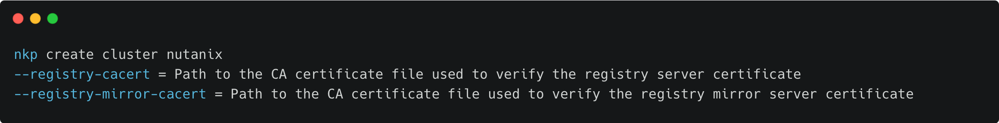 nkp create cluster nutanix
--registry-cacert = Path to the CA certificate file used to verify the registry server certificate
--registry-mirror-cacert = Path to the CA certificate file used to verify the registry mirror server certificate